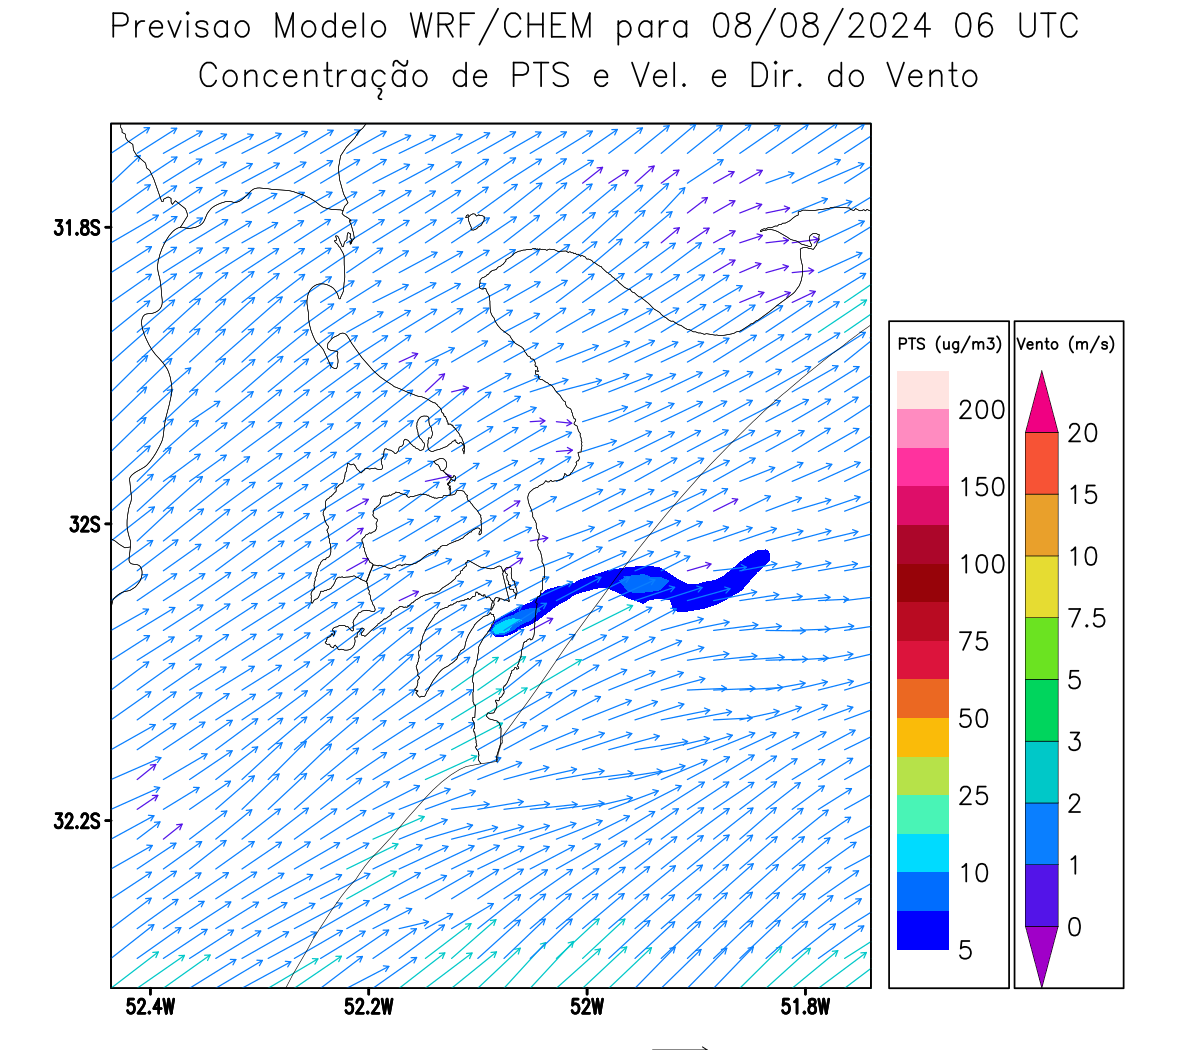 Previsao Modelo WRF/CHEM para 08/08/2024 06 UTC
Concentração de PTS e Vel. e Dir. do Vento
31.8S
32S
32.2S
52.4W
52.2W
52W
51.8W
PTS (ug/m3)
200
150
100
75
50
25
10
5
Vento (m/s)
20
15
10
7.5
5
3
2
1
0